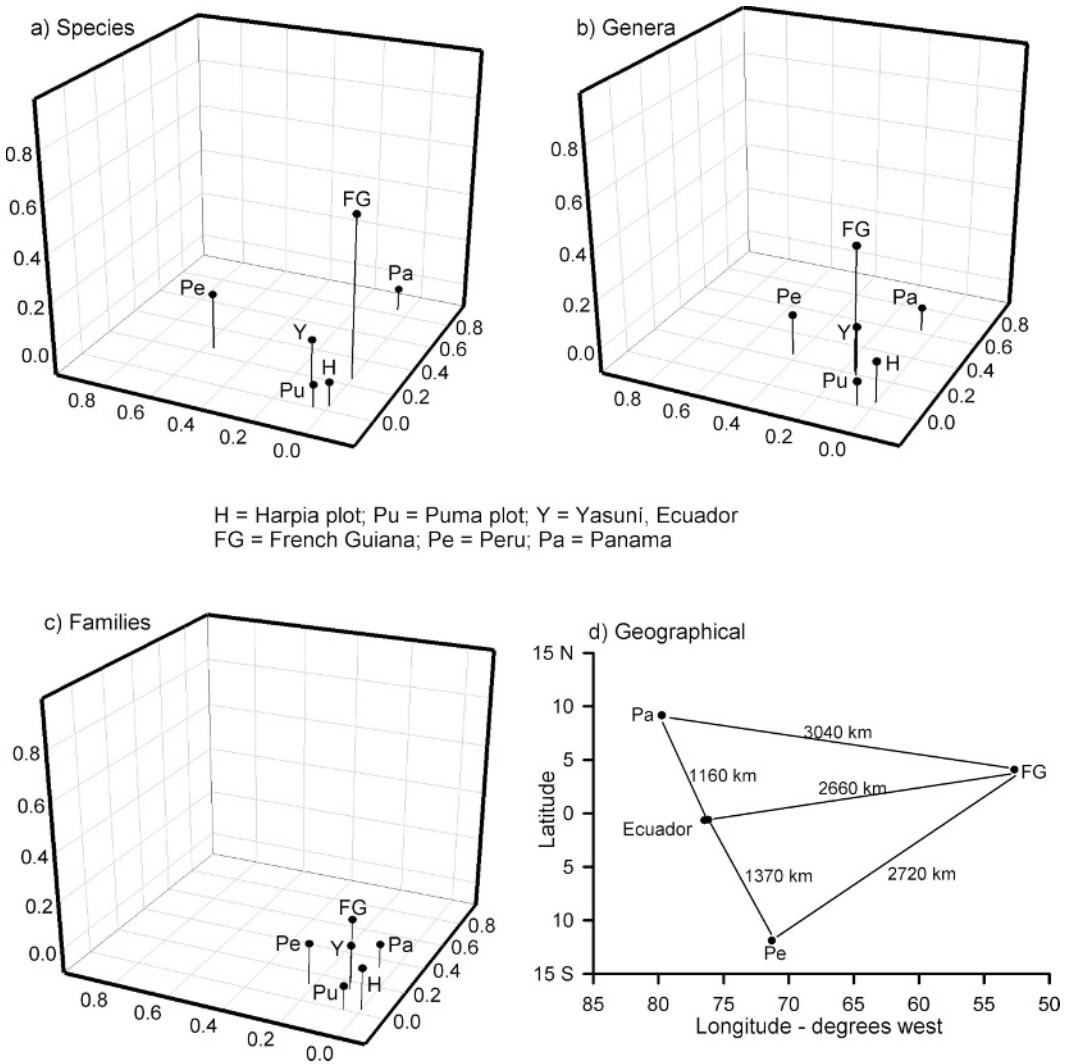 a) Species
0.8
0.6
0.4
0.2
0.0
0.8
0.6
0.4
0.2
0.0
0.0
0.2
0.4
0.6
0.8
FG
Pa
Pe
Y
H
Pu
b) Genera
0.8
0.6
0.4
0.2
0.0
0.8
0.6
0.4
0.2
0.0
0.0
0.2
0.4
0.6
0.8
FG
Pe
Pa
Y
H
Pu
H = Harpia plot; Pu = Puma plot; Y = Yasuní, Ecuador
FG = French Guiana; Pe = Peru; Pa = Panama
c) Families
0.8
0.6
0.4
0.2
0.0
0.8
0.6
0.4
0.2
0.0
0.0
0.2
0.4
0.6
0.8
FG
Pe
Y
Pa
H
Pu
d) Geographical
15 N
10
5
0
5
10
15 S
Latitude
Pa
3040 km
1160 km
FG
2660 km
Ecuador
1370 km
2720 km
Pe
85 80 75 70 65 60 55 50
Longitude - degrees west